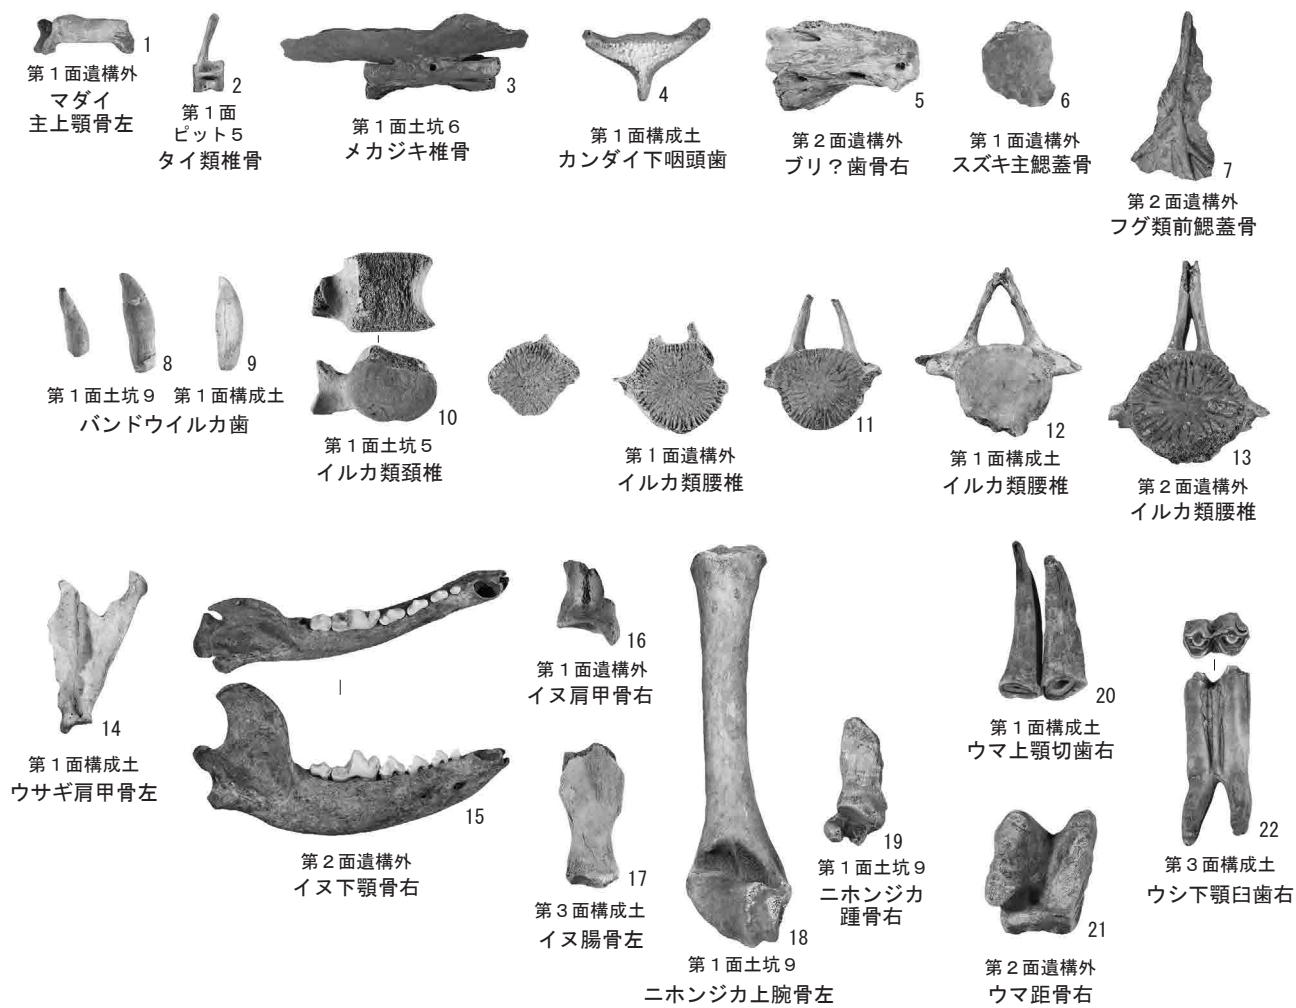 1
第1面遺構外
マダイ
主上顎骨左
2
第1面
ピット5
タイ類椎骨
3
第1面土坑6
メカジキ椎骨
4
第1面構成土
カンダイ下咽頭歯
5
第2面遺構外
ブリ？歯骨右
6
第1面遺構外
スズキ主鰓蓋骨
7
第2面遺構外
フグ類前鰓蓋骨
8
9
第1面土坑9 第1面構成土
バンドウイルカ歯
10
第1面土坑5
イルカ類頚椎
11
第1面遺構外
イルカ類腰椎
12
第1面構成土
イルカ類腰椎
13
第2面遺構外
イルカ類腰椎
14
第1面構成土
ウサギ肩甲骨左
15
第2面遺構外
イヌ下顎骨右
16
第1面遺構外
イヌ肩甲骨右
17
第3面構成土
イヌ腸骨左
18
第1面土坑9
ニホンジカ上腕骨左
19
第1面土坑9
ニホンジカ
踵骨右
20
第1面構成土
ウマ上顎切歯右
21
第2面遺構外
ウマ距骨右
22
第3面構成土
ウシ下顎臼歯右